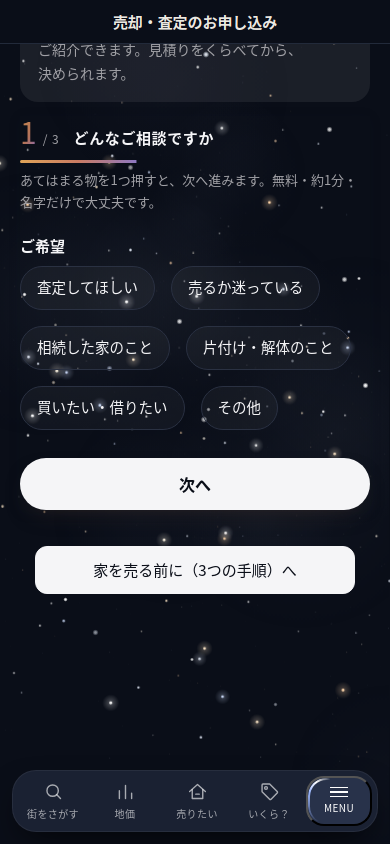 売却・査定のお申し込み
ご紹介できます。見積りをくらべてから、
決められます。
1 / 3 どんなご相談ですか
あてはまる物を1つ押すと、次へ進みます。無料・約1分・
名字だけで大丈夫です。
ご希望
査定してほしい 売るか迷っている
相続した家のこと 片付け・解体のこと
買いたい・借りたい その他
次へ
家を売る前に（3つの手順）へ
街をさがす 地価 売りたい いくら？ MENU